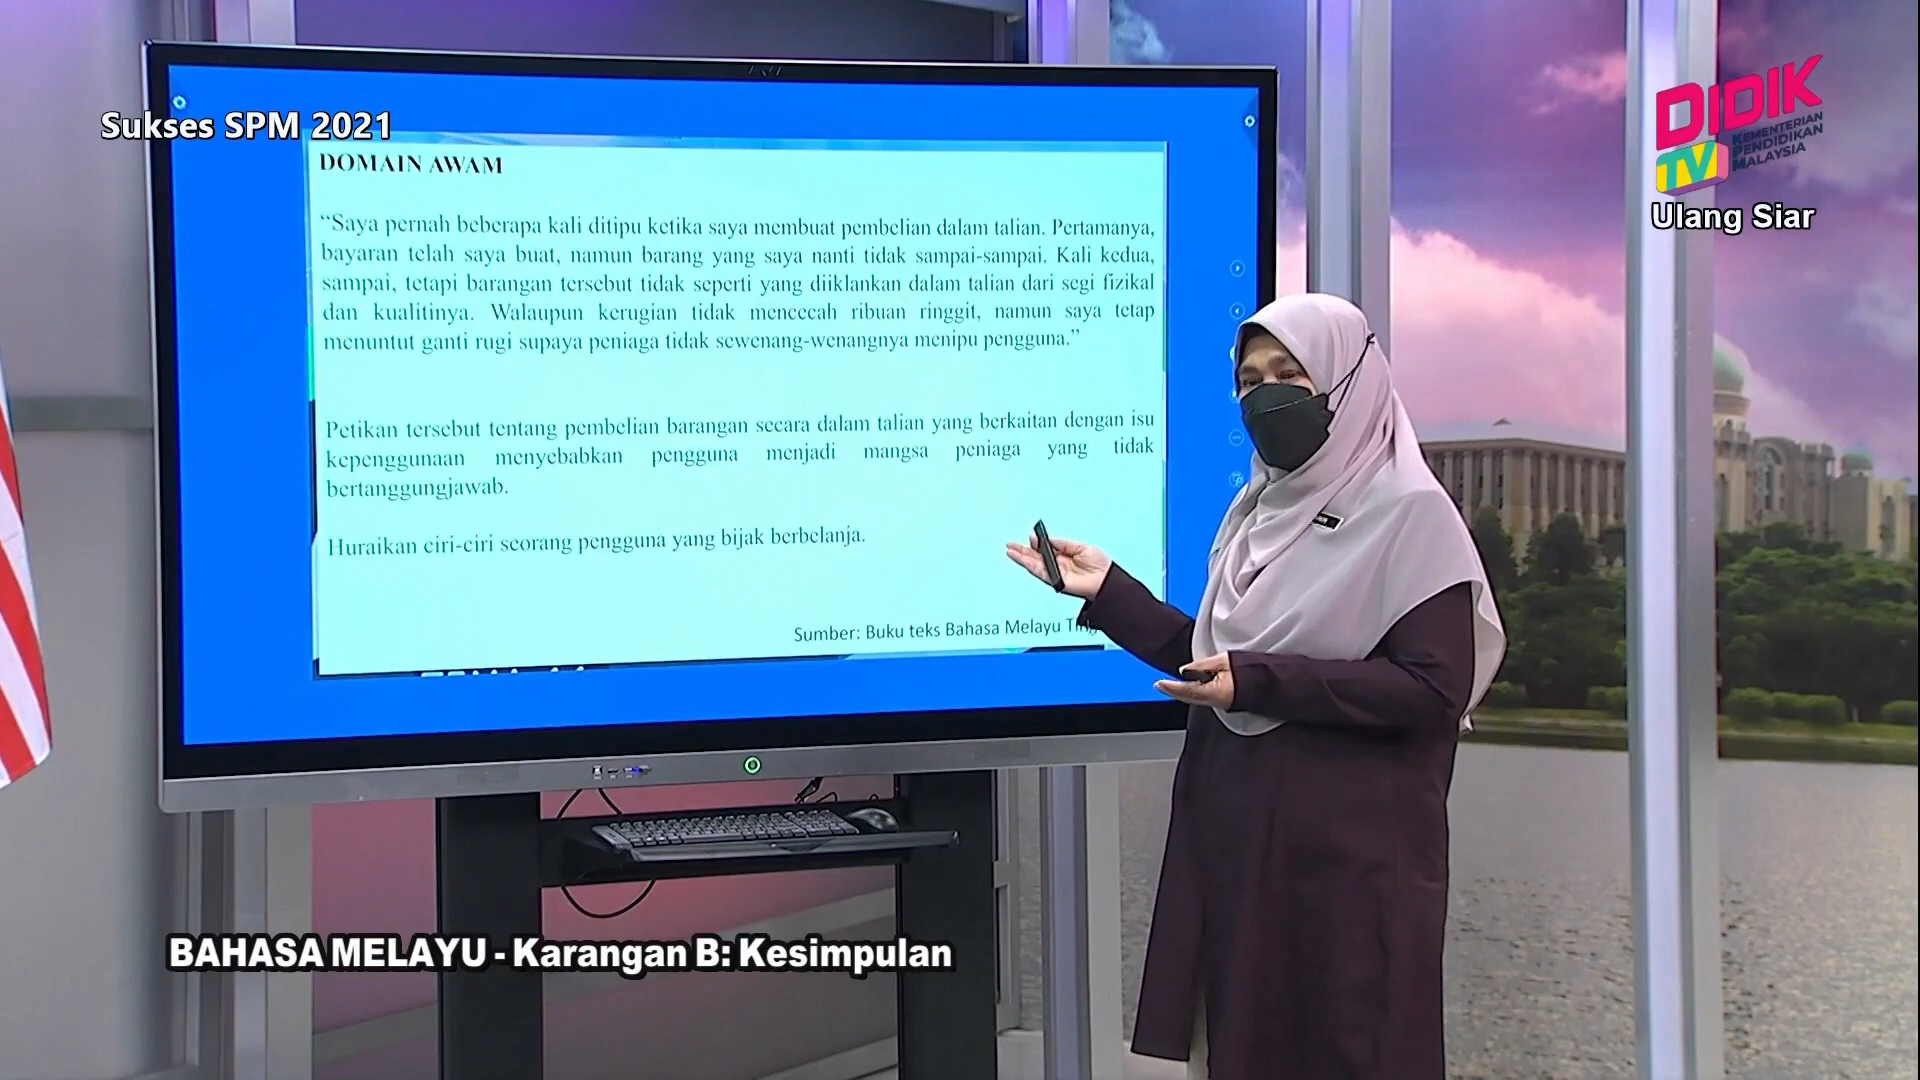 Sukses SPM 2021
DIDIK
TV
KEMENTERIAN
PENDIDIKAN
MALAYSIA
Ulang Siar
DOMAIN AWAM
“Saya pernah beberapa kali ditipu ketika saya membuat pembelian dalam talian. Pertamanya,
bayaran telah saya buat, namun barang yang saya nanti tidak sampai-sampai. Kali kedua,
sampai, tetapi barangan tersebut tidak seperti yang diiklankan dalam talian dari segi fizikal
dan kualitinya. Walaupun kerugian tidak mencecah ribuan ringgit, namun saya tetap
menuntut ganti rugi supaya peniaga tidak sewenang-wenangnya menipu pengguna.”
Petikan tersebut tentang pembelian barangan secara dalam talian yang berkaitan dengan isu
kepenggunaan menyebabkan pengguna menjadi mangsa peniaga yang tidak
bertanggungjawab.
Huraikan ciri-ciri seorang pengguna yang bijak berbelanja.
Sumber: Buku teks Bahasa Melayu
BAHASA MELAYU - Karangan B: Kesimpulan